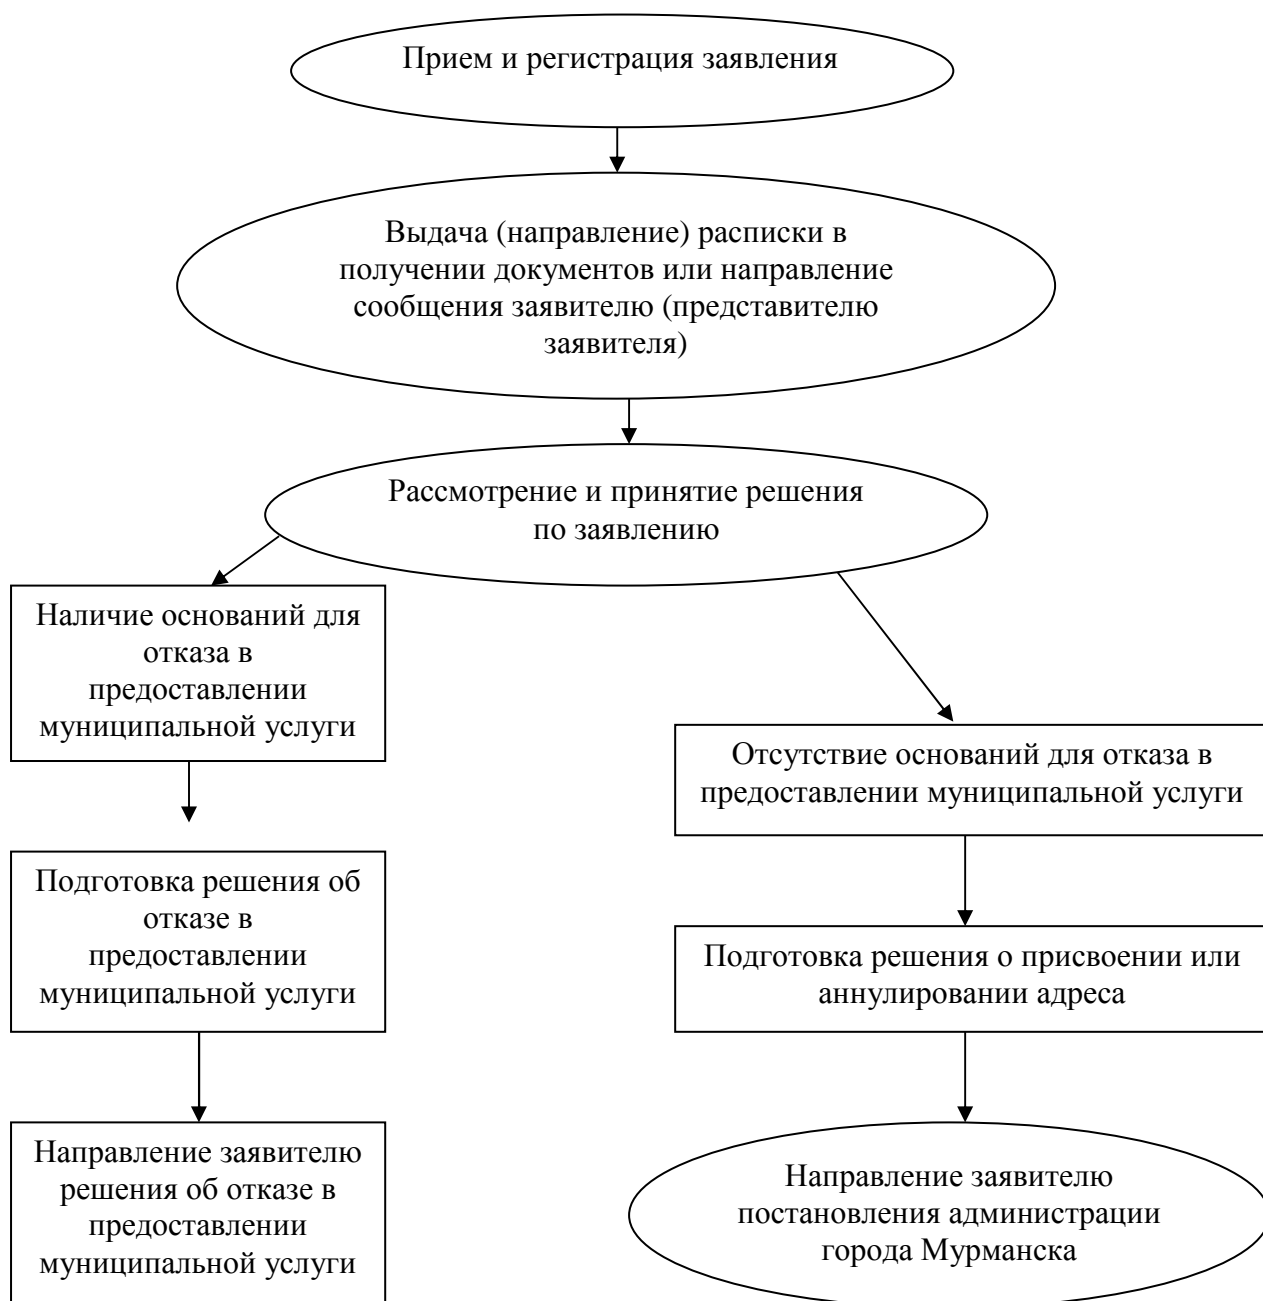 Прием и регистрация заявления
Выдача (направление) расписки в
получении документов или направление
сообщения заявителю (представителю
заявителя)
Рассмотрение и принятие решения
по заявлению
Наличие оснований для
отказа в
предоставлении
муниципальной услуги
Отсутствие оснований для отказа в
предоставлении муниципальной услуги
Подготовка решения об
отказе в
предоставлении
муниципальной услуги
Подготовка решения о присвоении или
аннулировании адреса
Направление заявителю
решения об отказе в
предоставлении
муниципальной услуги
Направление заявителю
постановления администрации
города Мурманска